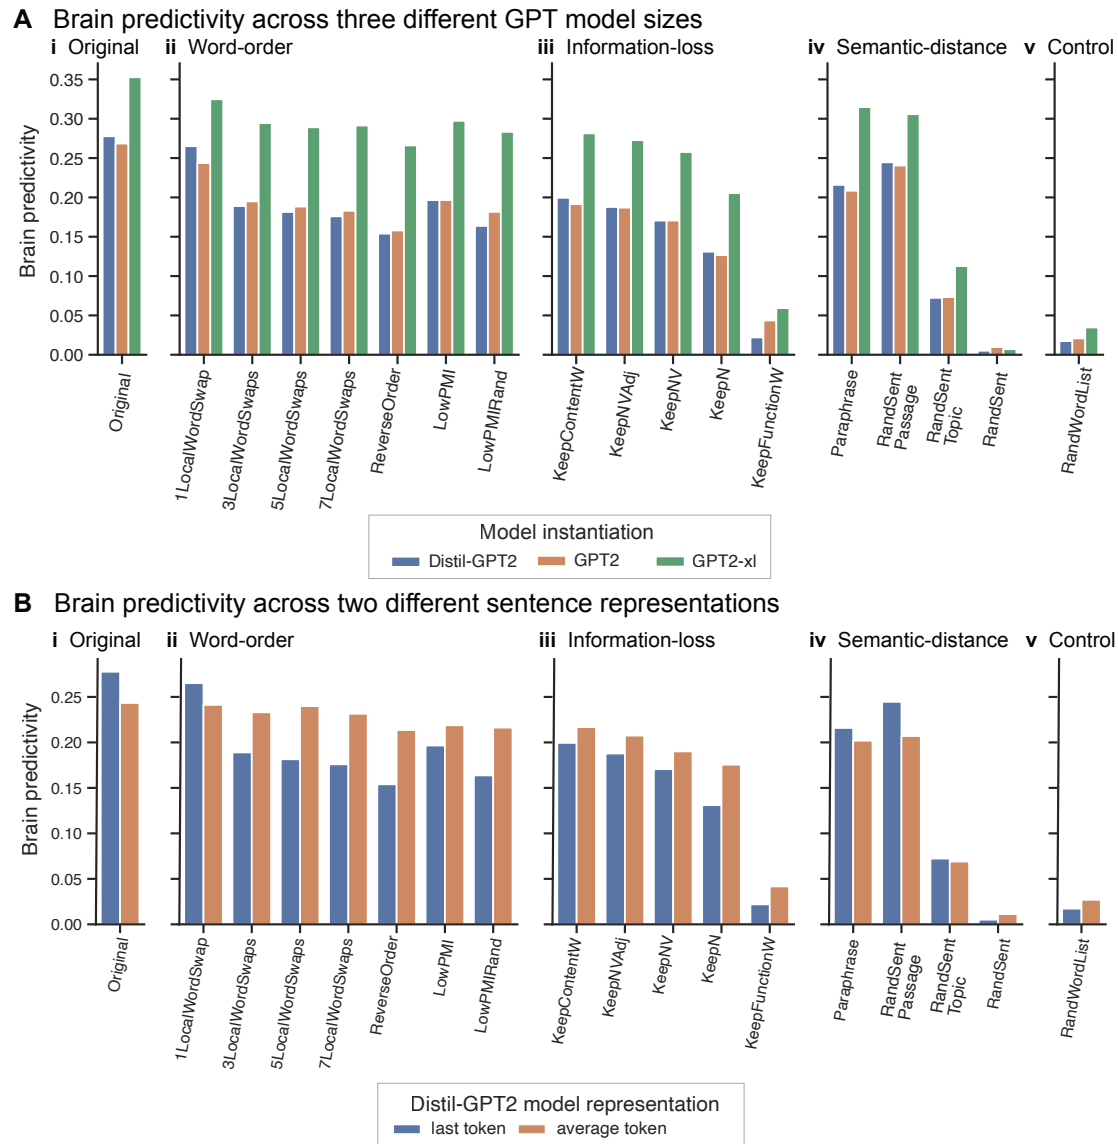 A Brain predictivity across three different GPT model sizes
i Original ii Word-order iii Information-loss iv Semantic-distance v Control
0.35
0.30
0.25
0.20
0.15
0.10
0.05
0.00
Brain predictivity
Original
1LocalWordSwap
3LocalWordSwaps
5LocalWordSwaps
7LocalWordSwaps
ReverseOrder
LowPMI
LowPMIRand
KeepContentW
KeepNVAdj
KeepNV
KeepN
KeepFunctionW
Paraphrase
RandSent
Passage
RandSent
Topic
RandSent
RandWordList
Model instantiation
Distil-GPT2 GPT2 GPT2-xl
B Brain predictivity across two different sentence representations
i Original ii Word-order iii Information-loss iv Semantic-distance v Control
0.25
0.20
0.15
0.10
0.05
0.00
Brain predictivity
Original
1LocalWordSwap
3LocalWordSwaps
5LocalWordSwaps
7LocalWordSwaps
ReverseOrder
LowPMI
LowPMIRand
KeepContentW
KeepNVAdj
KeepNV
KeepN
KeepFunctionW
Paraphrase
RandSent
Passage
RandSent
Topic
RandSent
RandWordList
Distil-GPT2 model representation
last token average token